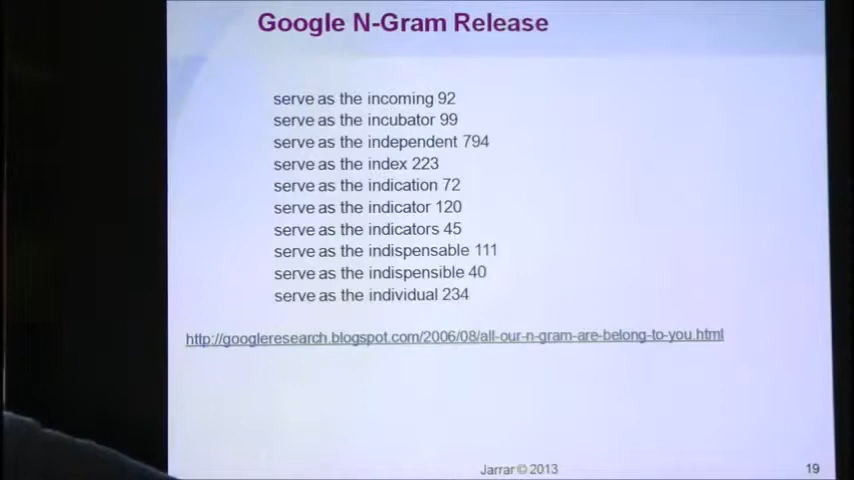 Google N-Gram Release
serve as the incoming 92
serve as the incubator 99
serve as the independent 794
serve as the index 223
serve as the indication 72
serve as the indicator 120
serve as the indicators 45
serve as the indispensable 111
serve as the indispensible 40
serve as the individual 234
http://googleresearch.blogspot.com/2006/08/all-our-n-gram-are-belong-to-you.html
Jarrar © 2013
19